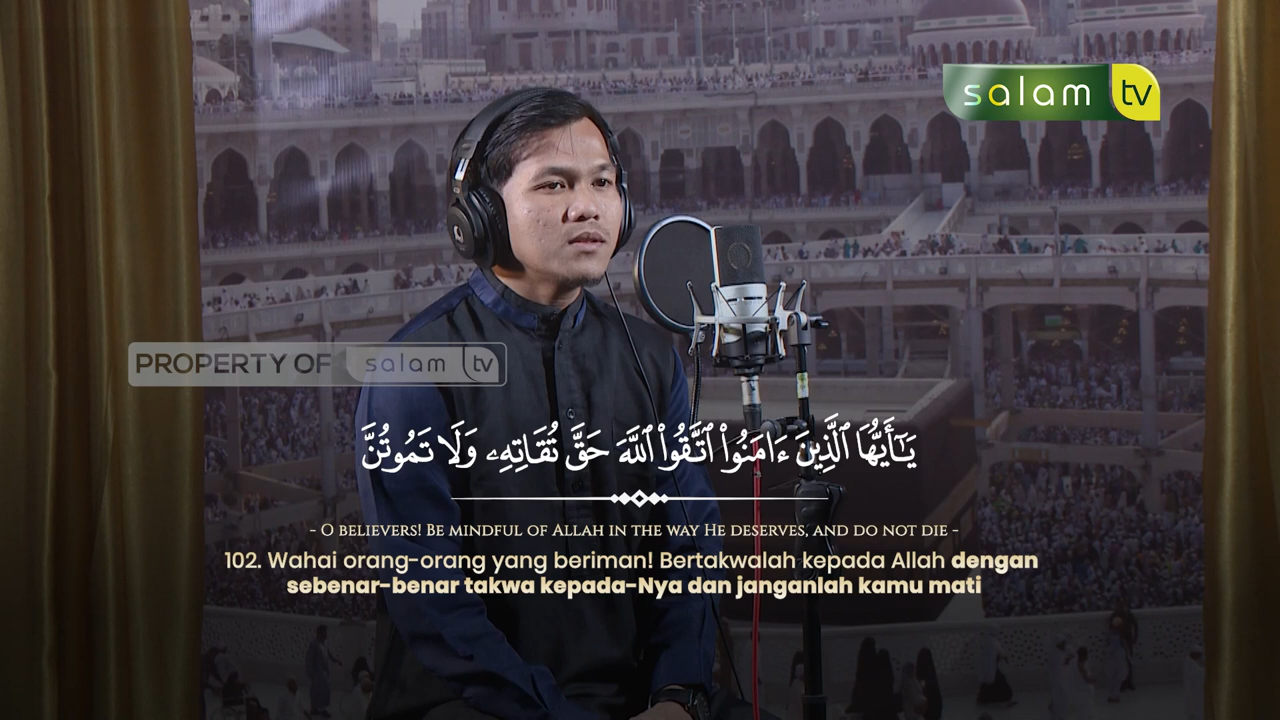 salam tv
PROPERTY OF salam tv
يَـٰٓأَيُّهَا ٱلَّذِينَ ءَامَنُوا۟ ٱتَّقُوا۟ ٱللَّهَ حَقَّ تُقَاتِهِۦ وَلَا تَمُوتُنَّ
- O believers! Be mindful of Allah in the way He deserves, and do not die -
102. Wahai orang-orang yang beriman! Bertakwalah kepada Allah dengan
sebenar-benar takwa kepada-Nya dan janganlah kamu mati